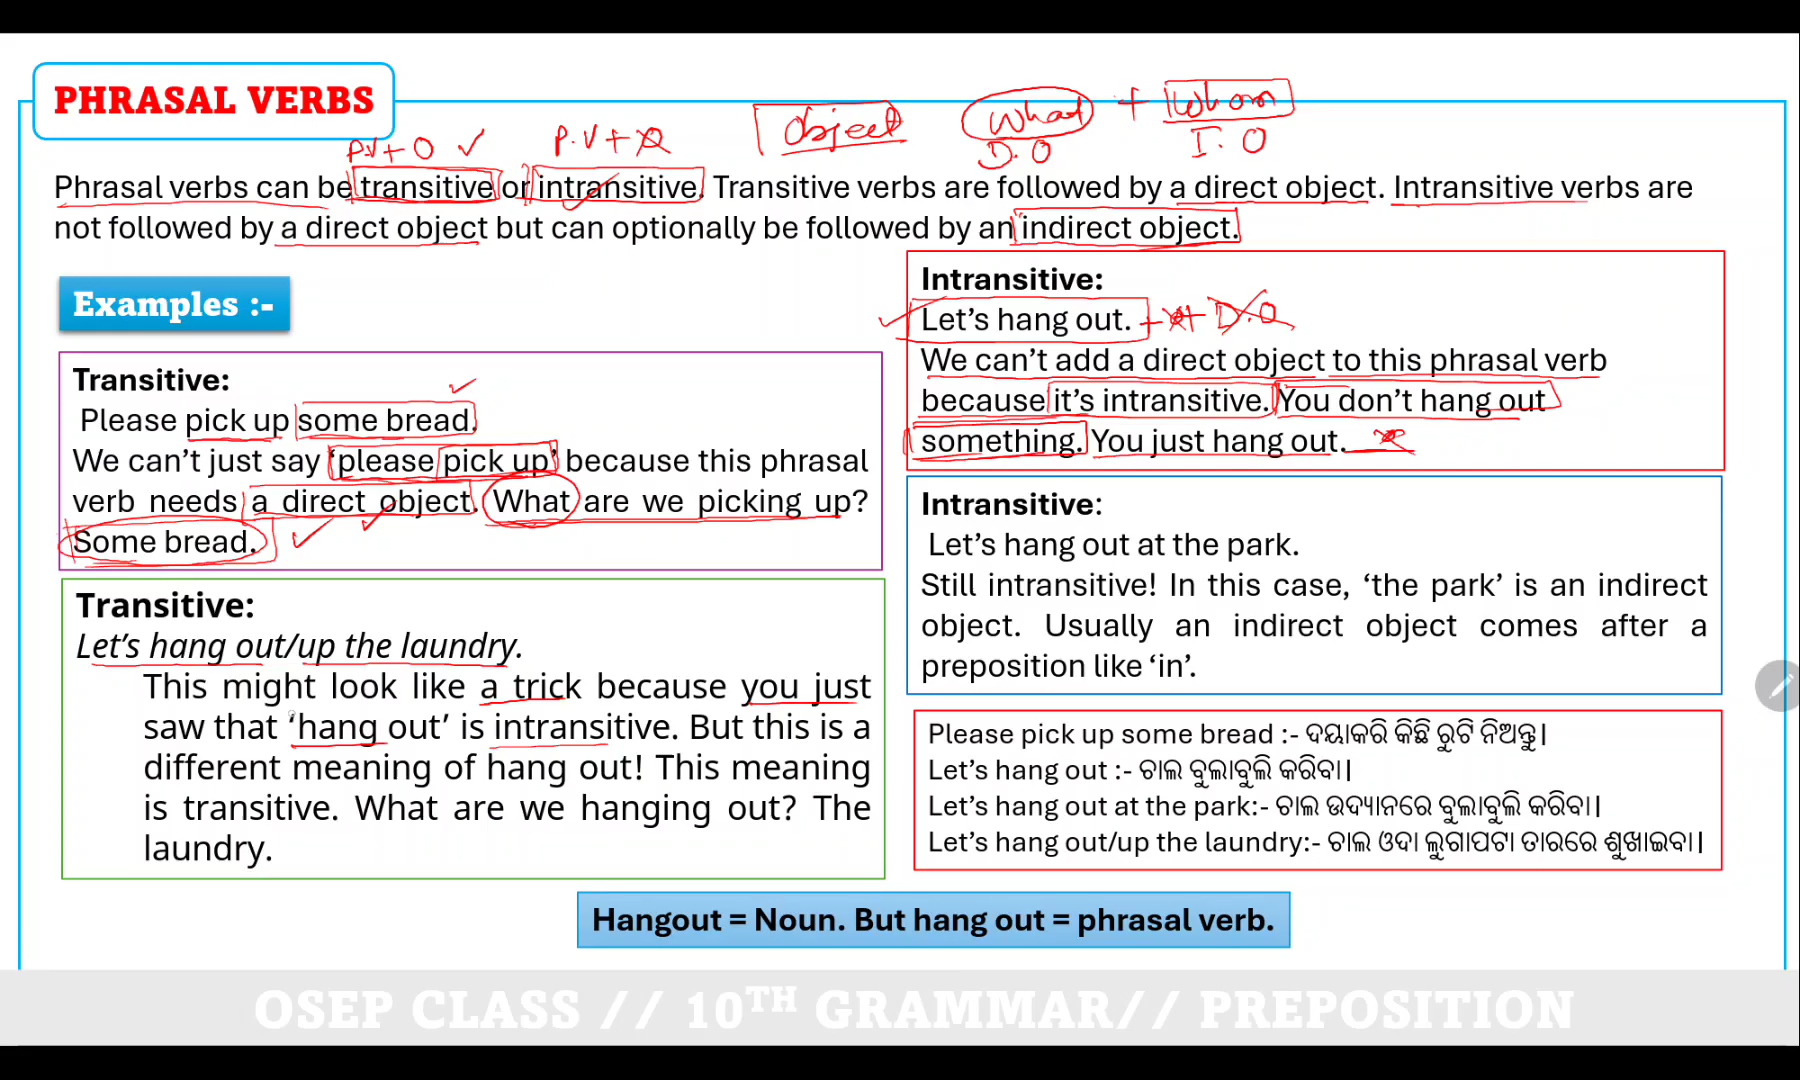 PHRASAL VERBS
object
What + Whom
D.O
I.O
P.V + O ✓
P.V + O
Phrasal verbs can be transitive or intransitive. Transitive verbs are followed by a direct object. Intransitive verbs are
not followed by a direct object but can optionally be followed by an indirect object.
Examples :-
Transitive:
Please pick up some bread.
We can’t just say ‘please pick up’ because this phrasal
verb needs a direct object. What are we picking up?
Some bread.
Transitive:
Let’s hang out/up the laundry.
This might look like a trick because you just
saw that ‘hang out’ is intransitive. But this is a
different meaning of hang out! This meaning
is transitive. What are we hanging out? The
laundry.
Intransitive:
Let’s hang out. + D.O
We can’t add a direct object to this phrasal verb
because it’s intransitive. You don’t hang out
something. You just hang out.
Intransitive:
Let’s hang out at the park.
Still intransitive! In this case, ‘the park’ is an indirect
object. Usually an indirect object comes after a
preposition like ‘in’.
Please pick up some bread :- ଦୟାକରି କିଛି ରୁଟି ନିଅନ୍ତୁ।
Let’s hang out :- ଚାଲ ବୁଲାବୁଲି କରିବା।
Let’s hang out at the park:- ଚାଲ ଉଦ୍ୟାନରେ ବୁଲାବୁଲି କରିବା।
Let’s hang out/up the laundry:- ଚାଲ ଓଦା ଲୁଗାପଟା ତାରରେ ଶୁଖାଇବା।
Hangout = Noun. But hang out = phrasal verb.
OSEP CLASS // 10TH GRAMMAR// PREPOSITION